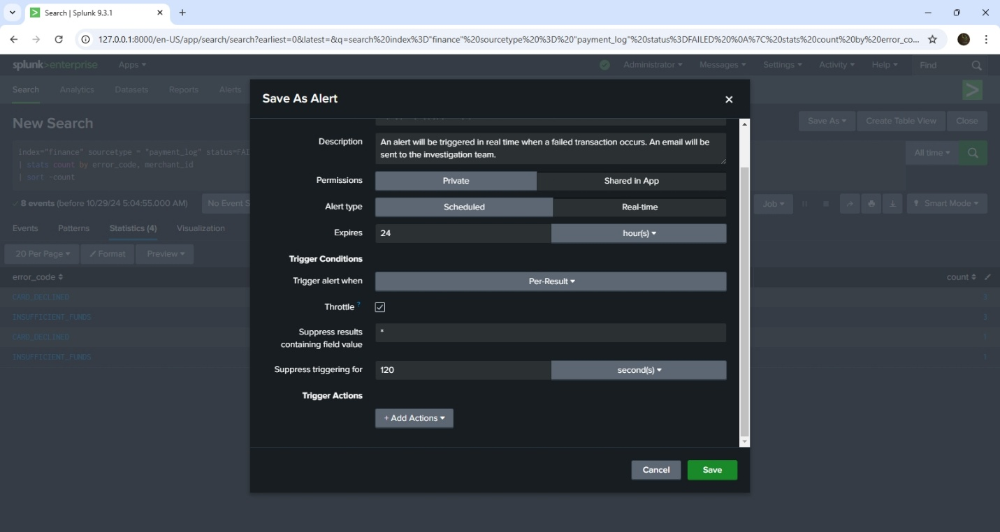 Search | Splunk 9.3.1
127.0.0.1:8000/en-US/app/search/search?earliest=0&latest=&q=search%20index%3D"finance"%20sourcetype%20%3D%20"payment_log"%20status%3DFAILED%20%0A%7C%20stats%20count%20by%20error_co...
splunk>enterprise Apps Administrator Messages Settings Activity Help Find
Search Analytics Datasets Reports Alerts
Save As Alert
New Search
Save As Create Table View Close
Description
An alert will be triggered in real time when a failed transaction occurs. An email will be
sent to the investigation team.
index="finance" sourcetype = "payment_log" status=FAI
All time
| stats count by error_code, merchant_id
| sort -count
Permissions Private Shared in App
8 events (before 10/29/24 5:04:55.000 AM) No Event S
Job Smart Mode
Alert type Scheduled Real-time
Events Patterns Statistics (4) Visualization
Expires 24 hour(s)
20 Per Page Format Preview
Trigger Conditions
error_code count
Trigger alert when Per-Result
CARD_DECLINED 3
Throttle ?
INSUFFICIENT_FUNDS 3
Suppress results
containing field value
*
CARD_DECLINED 1
INSUFFICIENT_FUNDS 1
Suppress triggering for 120 second(s)
Trigger Actions
+ Add Actions
Cancel Save